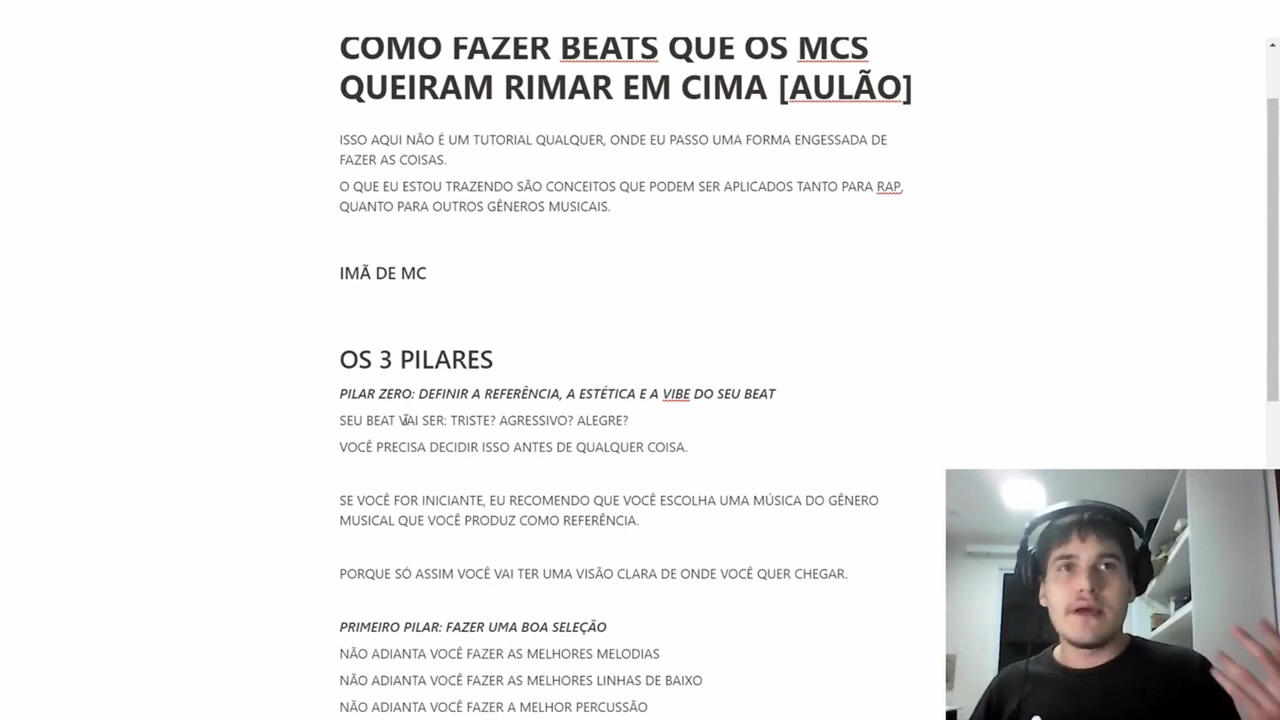 COMO FAZER BEATS QUE OS MCS
QUEIRAM RIMAR EM CIMA [AULÃO]
ISSO AQUI NÃO É UM TUTORIAL QUALQUER, ONDE EU PASSO UMA FORMA ENGESSADA DE
FAZER AS COISAS.
O QUE EU ESTOU TRAZENDO SÃO CONCEITOS QUE PODEM SER APLICADOS TANTO PARA RAP,
QUANTO PARA OUTROS GÊNEROS MUSICAIS.
IMÃ DE MC
OS 3 PILARES
PILAR ZERO: DEFINIR A REFERÊNCIA, A ESTÉTICA E A VIBE DO SEU BEAT
SEU BEAT VAI SER: TRISTE? AGRESSIVO? ALEGRE?
VOCÊ PRECISA DECIDIR ISSO ANTES DE QUALQUER COISA.
SE VOCÊ FOR INICIANTE, EU RECOMENDO QUE VOCÊ ESCOLHA UMA MÚSICA DO GÊNERO
MUSICAL QUE VOCÊ PRODUZ COMO REFERÊNCIA.
PORQUE SÓ ASSIM VOCÊ VAI TER UMA VISÃO CLARA DE ONDE VOCÊ QUER CHEGAR.
PRIMEIRO PILAR: FAZER UMA BOA SELEÇÃO
NÃO ADIANTA VOCÊ FAZER AS MELHORES MELODIAS
NÃO ADIANTA VOCÊ FAZER AS MELHORES LINHAS DE BAIXO
NÃO ADIANTA VOCÊ FAZER A MELHOR PERCUSSÃO